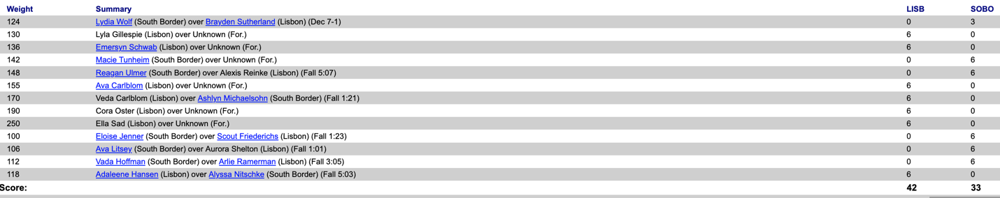 Weight Summary LISB SOBO
124 Lydia Wolf (South Border) over Brayden Sutherland (Lisbon) (Dec 7-1) 0 3
130 Lyla Gillespie (Lisbon) over Unknown (For.) 6 0
136 Emersyn Schwab (Lisbon) over Unknown (For.) 6 0
142 Macie Tunheim (South Border) over Unknown (For.) 0 6
148 Reagan Ulmer (South Border) over Alexis Reinke (Lisbon) (Fall 5:07) 0 6
155 Ava Carlblom (Lisbon) over Unknown (For.) 6 0
170 Veda Carlblom (Lisbon) over Ashlyn Michaelsohn (South Border) (Fall 1:21) 6 0
190 Cora Oster (Lisbon) over Unknown (For.) 6 0
250 Ella Sad (Lisbon) over Unknown (For.) 6 0
100 Eloise Jenner (South Border) over Scout Friederichs (Lisbon) (Fall 1:23) 0 6
106 Ava Litsey (South Border) over Aurora Shelton (Lisbon) (Fall 1:01) 0 6
112 Vada Hoffman (South Border) over Arlie Ramerman (Lisbon) (Fall 3:05) 0 6
118 Adaleene Hansen (Lisbon) over Alyssa Nitschke (South Border) (Fall 5:03) 6 0
Score: 42 33